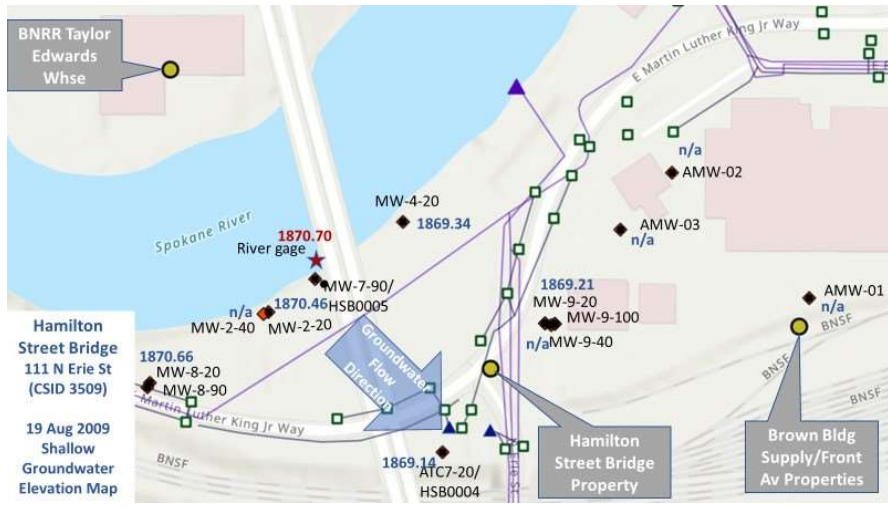 BNRR Taylor
Edwards
Whse
E Martin Luther King Jr Way
n/a
AMW-02
MW-4-20
1869.34
AMW-03
n/a
Spokane River
1870.70
River gage
MW-7-90/
HSB0005
1869.21
MW-9-20
MW-9-100
n/a
MW-9-40
AMW-01
n/a
BNSF
BNSF
BNSF
n/a
1870.46
MW-2-40
MW-2-20
Groundwater
Flow
Direction
Hamilton
Street Bridge
111 N Erie St
(CSID 3509)
19 Aug 2009
Shallow
Groundwater
Elevation Map
1870.66
MW-8-20
MW-8-90
Martin Luther King Jr Way
BNSF
1869.14
ATC7-20/
HSB0004
Hamilton
Street Bridge
Property
Brown Bldg
Supply/Front
Av Properties